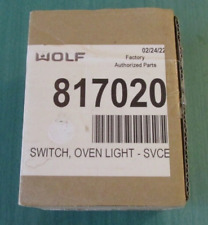 WOLF
02/24/22
Factory
Authorized Parts
817020
SWITCH, OVEN LIGHT - SVCE